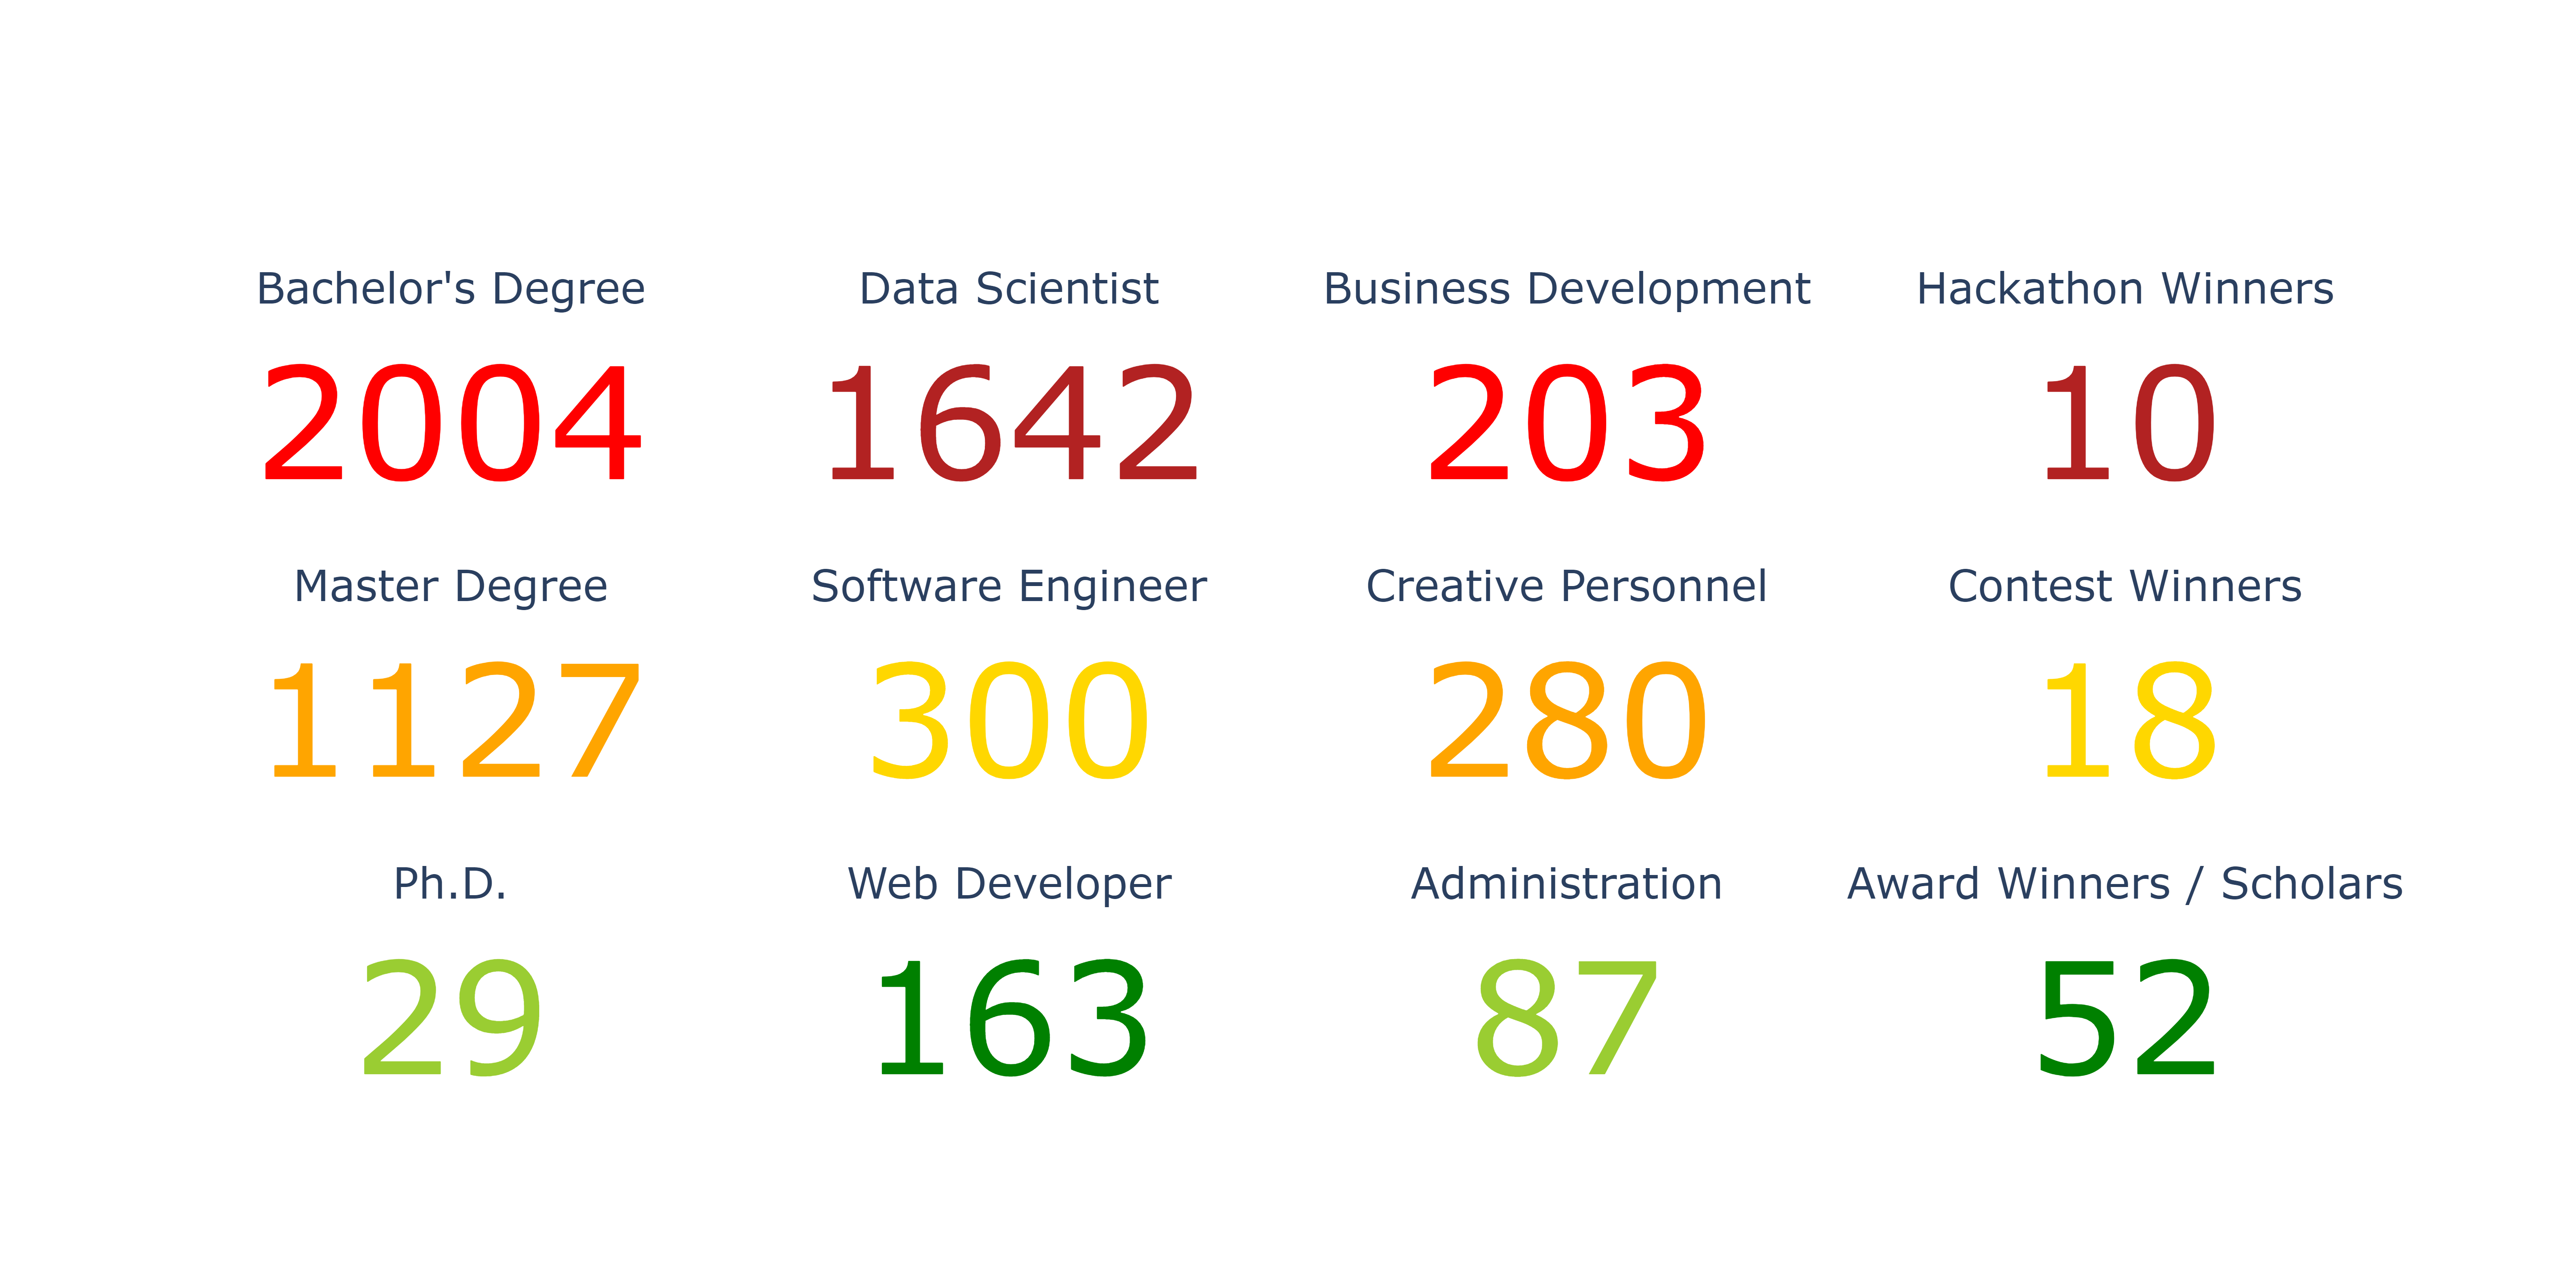 Bachelor's Degree Data Scientist Business Development Hackathon Winners
2004 1642 203 10
Master Degree Software Engineer Creative Personnel Contest Winners
1127 300 280 18
Ph.D. Web Developer Administration Award Winners / Scholars
29 163 87 52